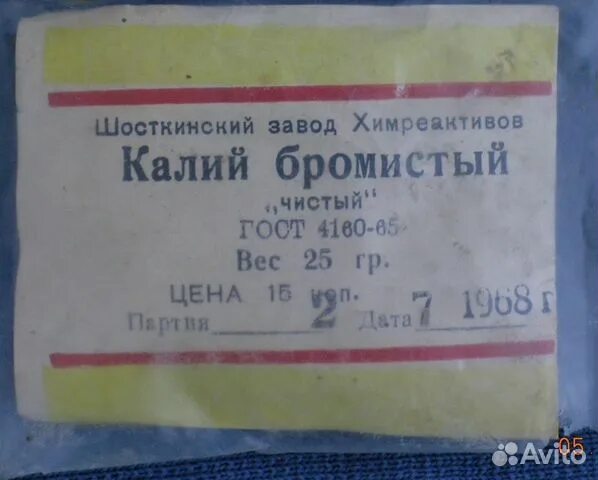 Шосткинский завод Химреактивов
Калий бромистый
„чистый"
ГОСТ 4160-65
Вес 25 гр.
ЦЕНА 15 коп.
Партия 2 Дата 7 1968 г
05
Avito